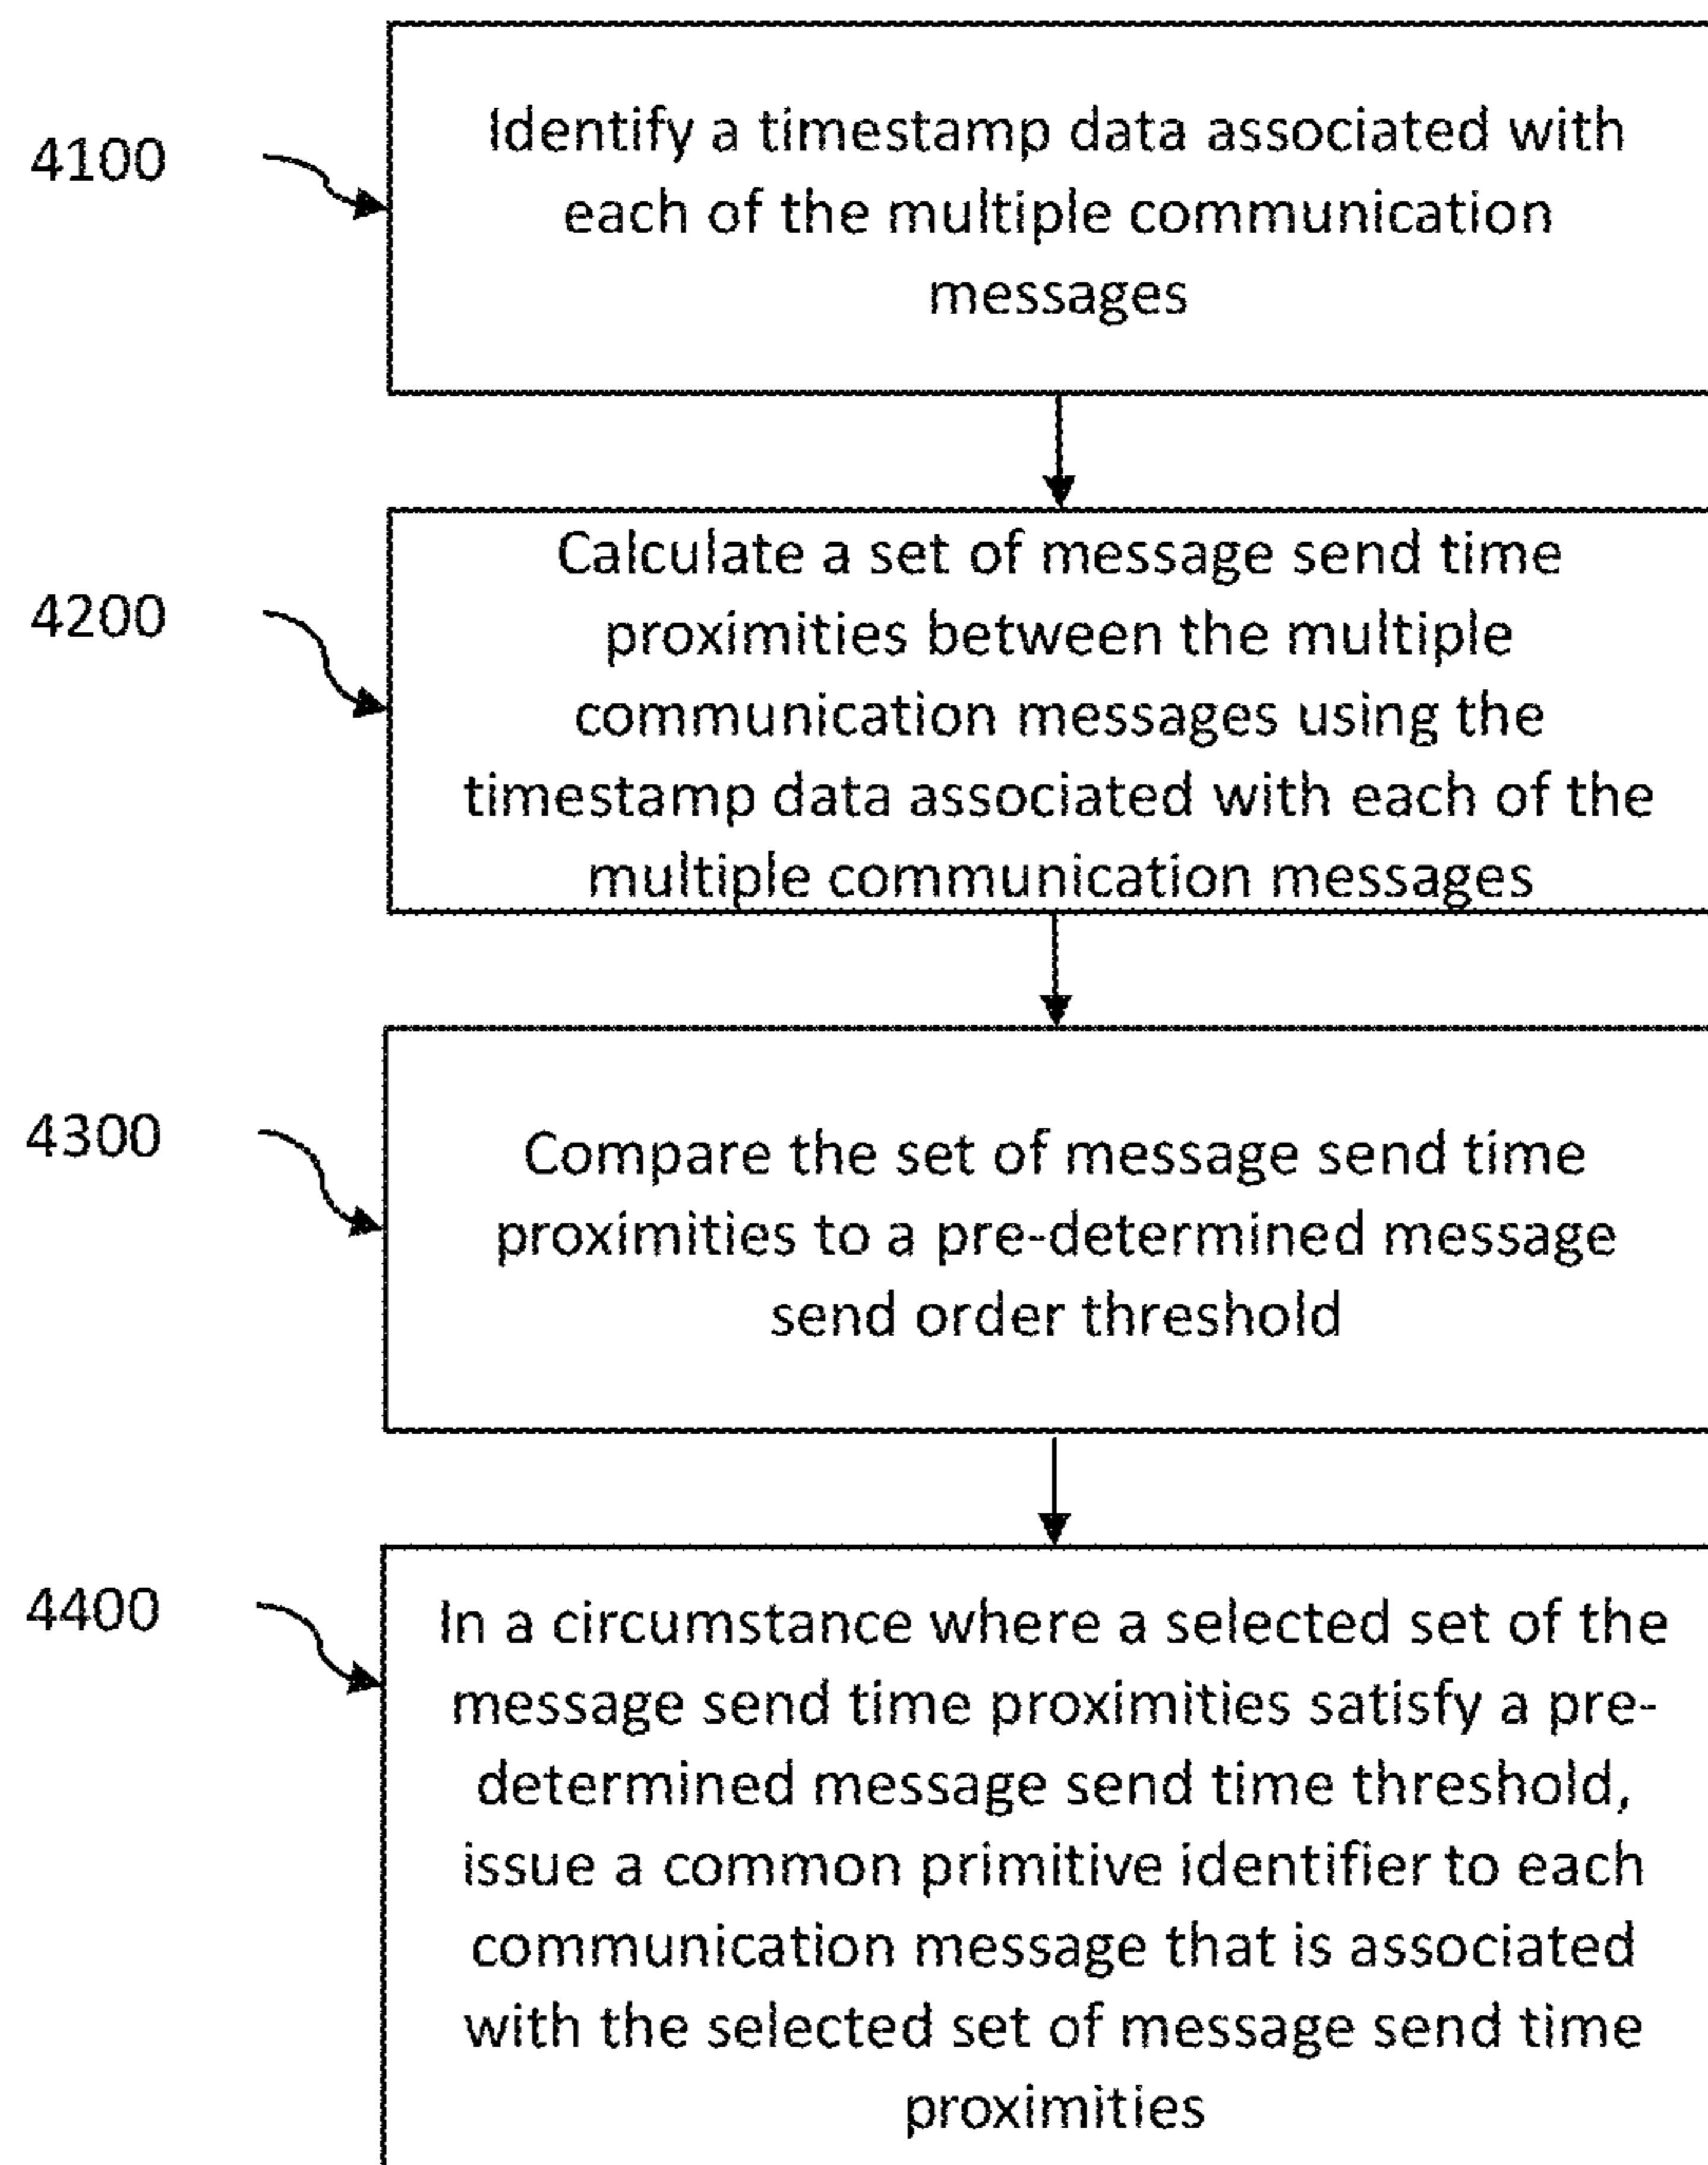 4100
Identify a timestamp data associated with
each of the multiple communication
messages
4200
Calculate a set of message send time
proximities between the multiple
communication messages using the
timestamp data associated with each of the
multiple communication messages
4300
Compare the set of message send time
proximities to a pre-determined message
send order threshold
4400
In a circumstance where a selected set of the
message send time proximities satisfy a pre-
determined message send time threshold,
issue a common primitive identifier to each
communication message that is associated
with the selected set of message send time
proximities